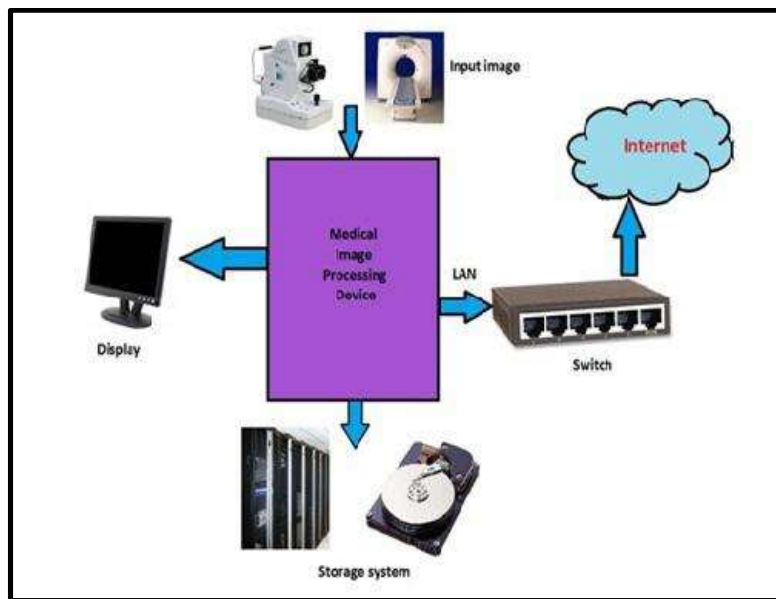 Input image
Internet
Medical
Image
Processing
Device
LAN
Display
Switch
Storage system